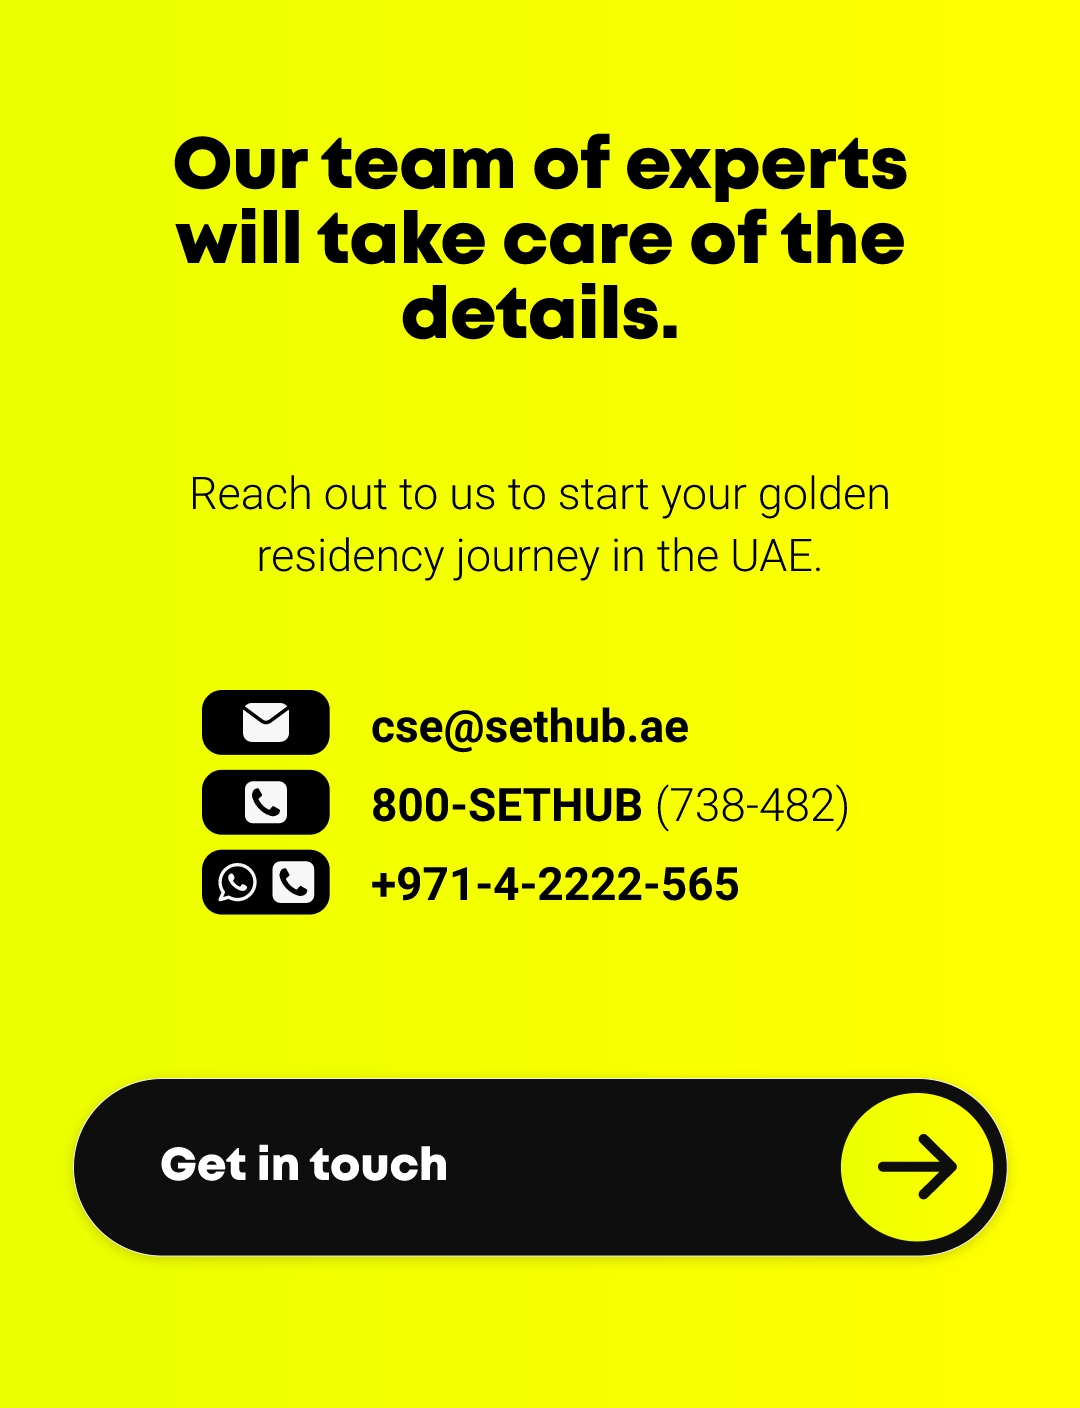 Our team of experts
will take care of the
details.
Reach out to us to start your golden
residency journey in the UAE.
cse@sethub.ae
800-SETHUB (738-482)
+971-4-2222-565
Get in touch